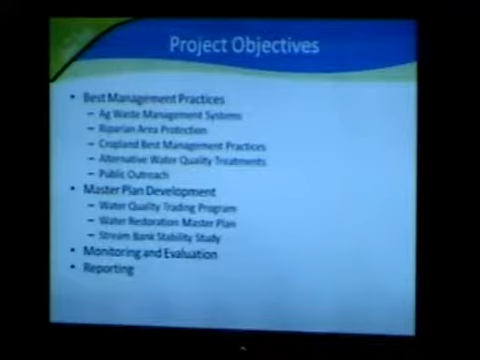 Project Objectives
• Best Management Practices
– Ag Waste Management Systems
– Riparian Area Protection
– Cropland Best Management Practices
– Alternative Water Quality Treatments
– Public Outreach
• Master Plan Development
– Water Quality Trading Program
– Water Restoration Master Plan
– Stream Bank Stability Study
• Monitoring and Evaluation
• Reporting